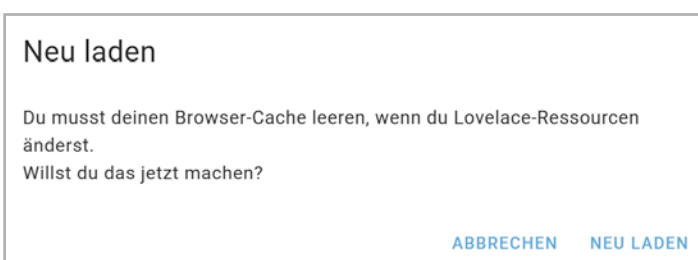 Neu laden
Du musst deinen Browser-Cache leeren, wenn du Lovelace-Ressourcen
änderst.
Willst du das jetzt machen?
ABBRECHEN NEU LADEN